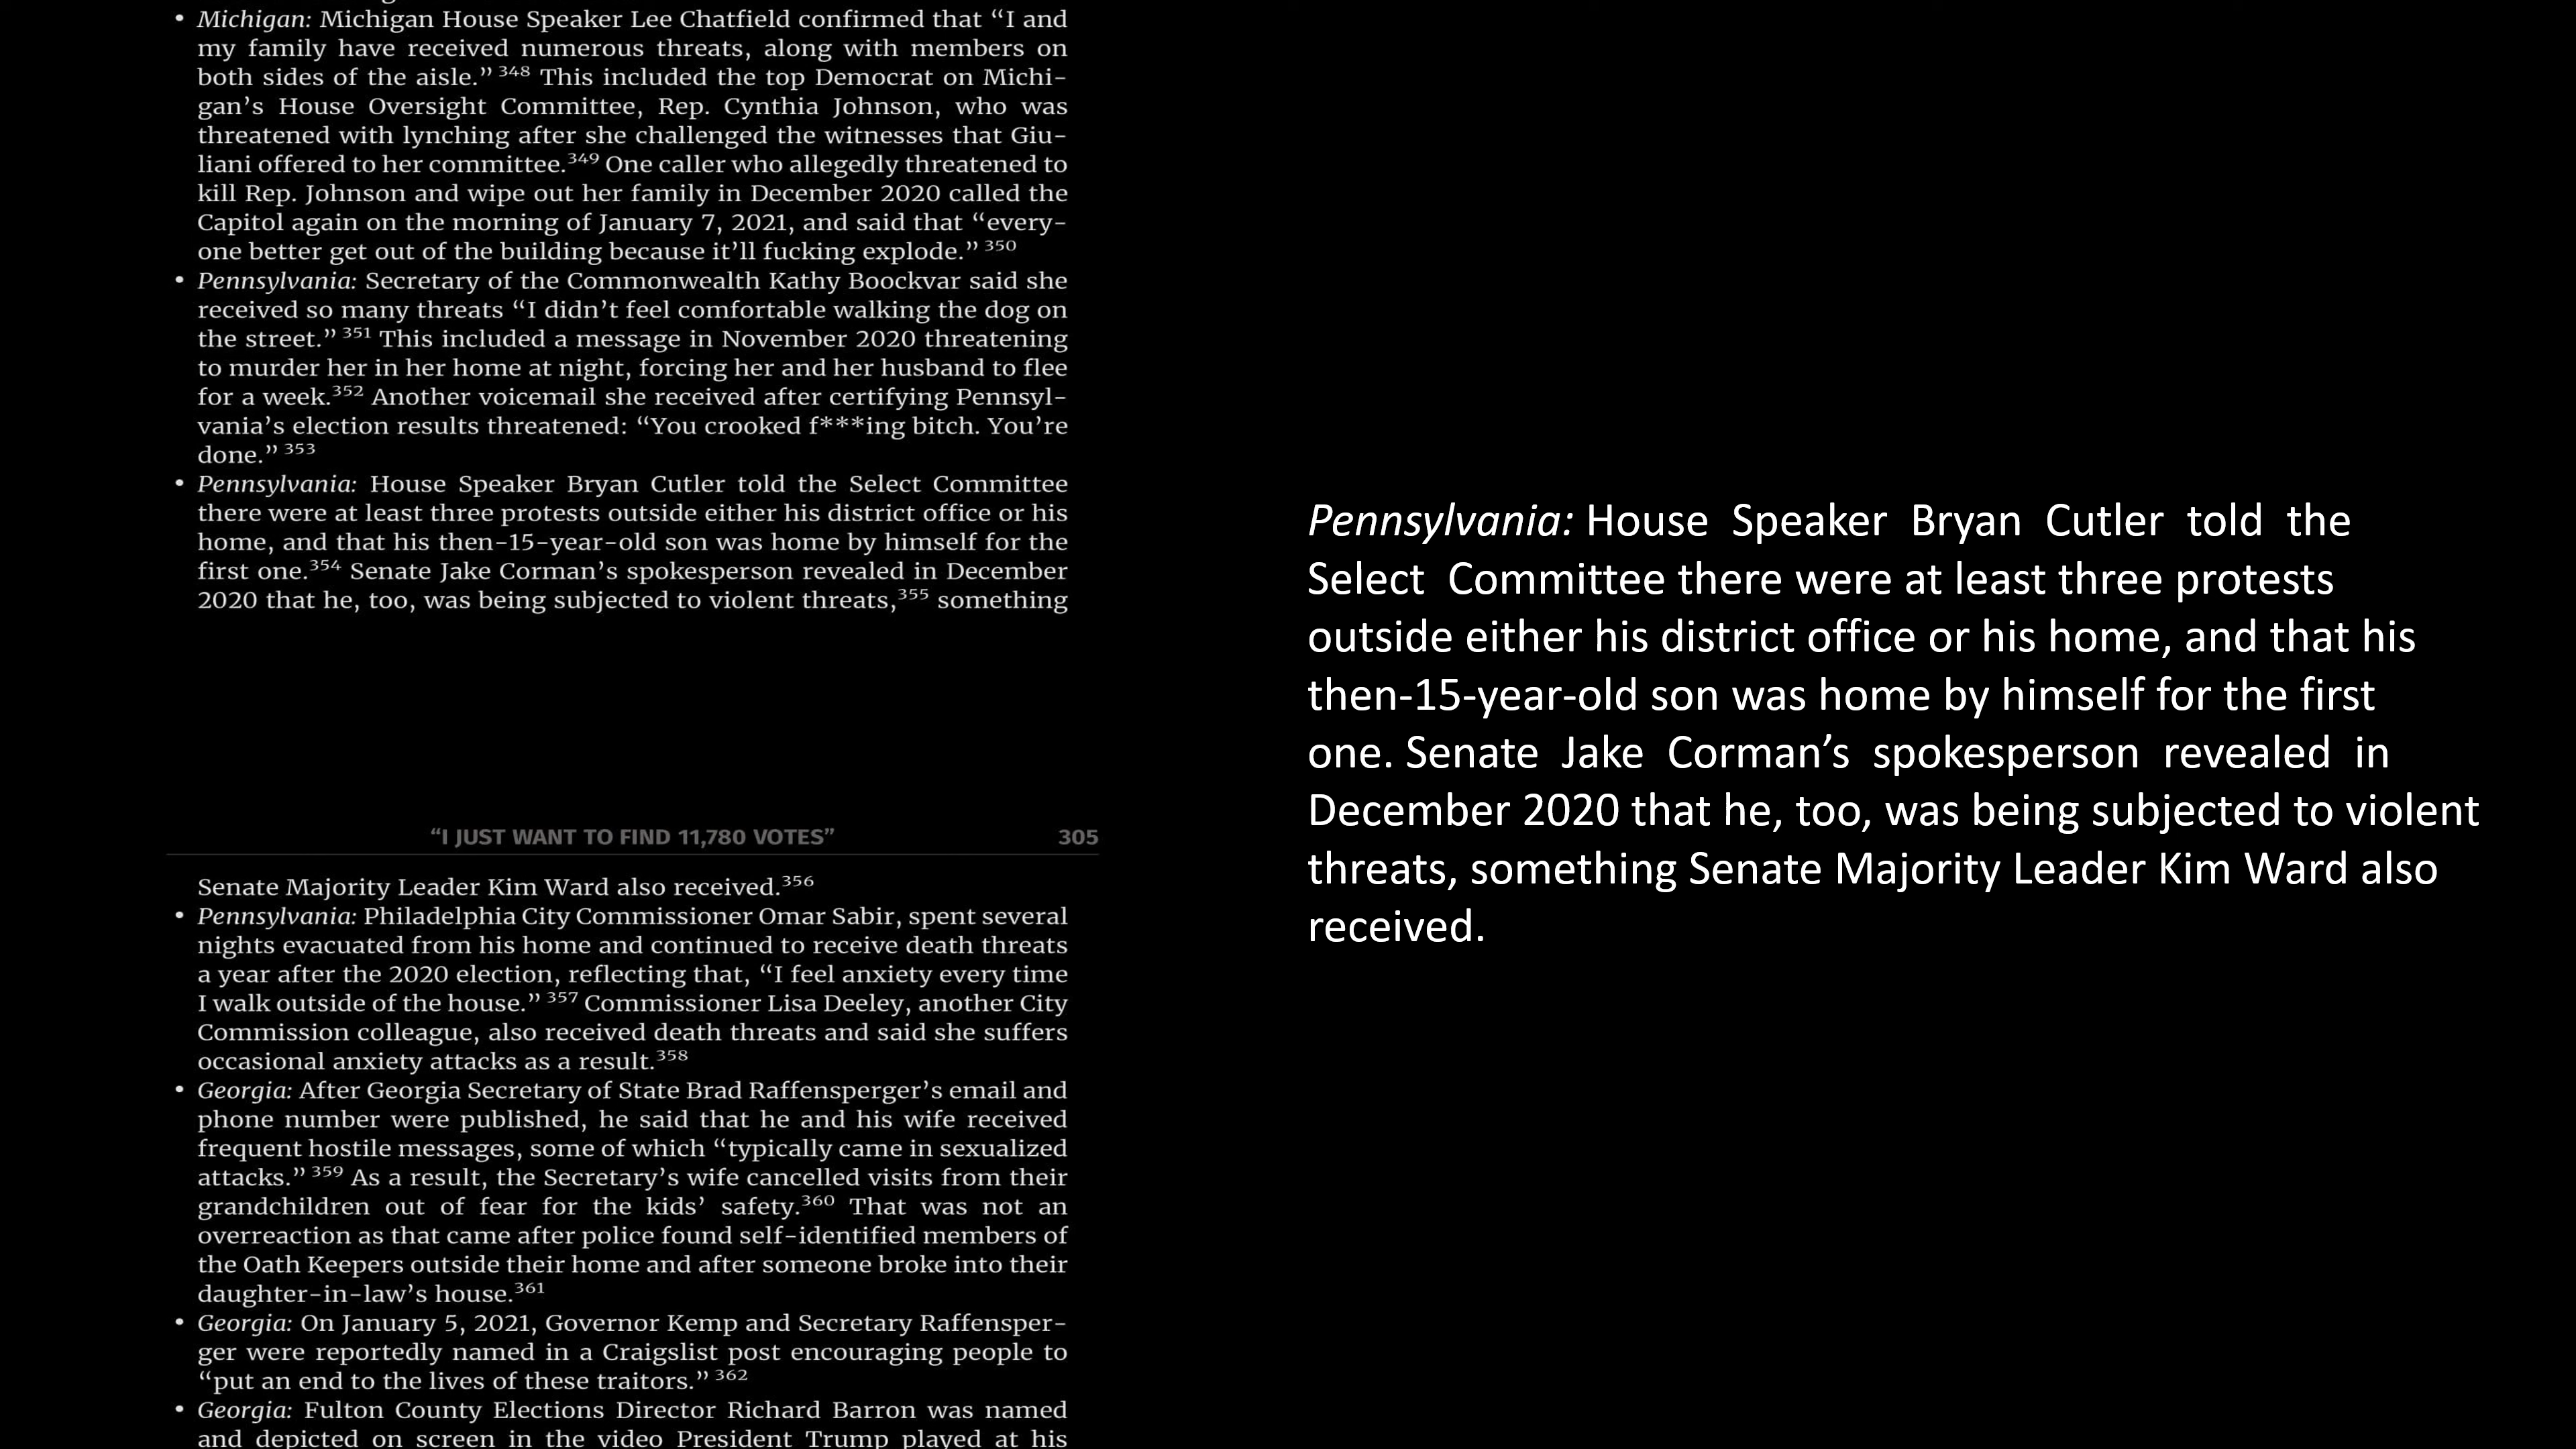 • Michigan: Michigan House Speaker Lee Chatfield confirmed that “I and
my family have received numerous threats, along with members on
both sides of the aisle.” 348 This included the top Democrat on Michi-
gan’s House Oversight Committee, Rep. Cynthia Johnson, who was
threatened with lynching after she challenged the witnesses that Giu-
liani offered to her committee.349 One caller who allegedly threatened to
kill Rep. Johnson and wipe out her family in December 2020 called the
Capitol again on the morning of January 7, 2021, and said that “every-
one better get out of the building because it’ll fucking explode.” 350
• Pennsylvania: Secretary of the Commonwealth Kathy Boockvar said she
received so many threats “I didn’t feel comfortable walking the dog on
the street.” 351 This included a message in November 2020 threatening
to murder her in her home at night, forcing her and her husband to flee
for a week.352 Another voicemail she received after certifying Pennsyl-
vania’s election results threatened: “You crooked f***ing bitch. You’re
done.” 353
• Pennsylvania: House Speaker Bryan Cutler told the Select Committee
there were at least three protests outside either his district office or his
home, and that his then-15-year-old son was home by himself for the
first one.354 Senate Jake Corman’s spokesperson revealed in December
2020 that he, too, was being subjected to violent threats,355 something
“I JUST WANT TO FIND 11,780 VOTES” 305
Senate Majority Leader Kim Ward also received.356
• Pennsylvania: Philadelphia City Commissioner Omar Sabir, spent several
nights evacuated from his home and continued to receive death threats
a year after the 2020 election, reflecting that, “I feel anxiety every time
I walk outside of the house.” 357 Commissioner Lisa Deeley, another City
Commission colleague, also received death threats and said she suffers
occasional anxiety attacks as a result.358
• Georgia: After Georgia Secretary of State Brad Raffensperger’s email and
phone number were published, he said that he and his wife received
frequent hostile messages, some of which “typically came in sexualized
attacks.” 359 As a result, the Secretary’s wife cancelled visits from their
grandchildren out of fear for the kids’ safety.360 That was not an
overreaction as that came after police found self-identified members of
the Oath Keepers outside their home and after someone broke into their
daughter-in-law’s house.361
• Georgia: On January 5, 2021, Governor Kemp and Secretary Raffensper-
ger were reportedly named in a Craigslist post encouraging people to
“put an end to the lives of these traitors.” 362
• Georgia: Fulton County Elections Director Richard Barron was named
and depicted on screen in the video President Trump played at his
Pennsylvania: House Speaker Bryan Cutler told the
Select Committee there were at least three protests
outside either his district office or his home, and that his
then-15-year-old son was home by himself for the first
one. Senate Jake Corman’s spokesperson revealed in
December 2020 that he, too, was being subjected to violent
threats, something Senate Majority Leader Kim Ward also
received.